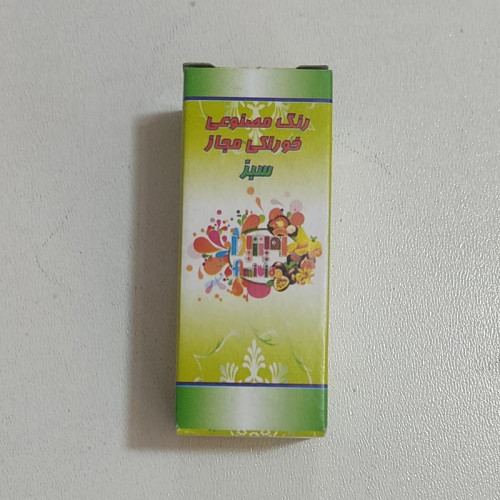 رنگ مصنوعی
خوراکی مجاز
سبز